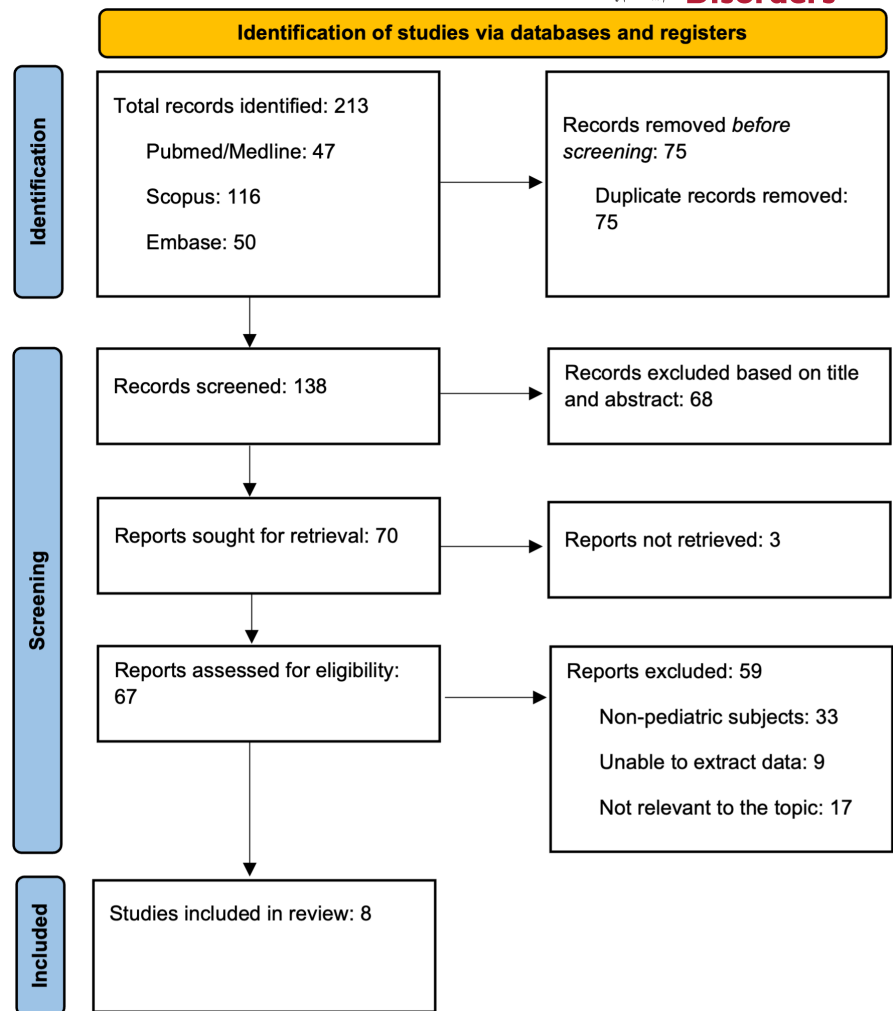 Identification of studies via databases and registers
Identification
Total records identified: 213
Pubmed/Medline: 47
Scopus: 116
Embase: 50
Records removed before
screening: 75
Duplicate records removed:
75
Screening
Records screened: 138
Records excluded based on title
and abstract: 68
Reports sought for retrieval: 70
Reports not retrieved: 3
Reports assessed for eligibility:
67
Reports excluded: 59
Non-pediatric subjects: 33
Unable to extract data: 9
Not relevant to the topic: 17
Included
Studies included in review: 8